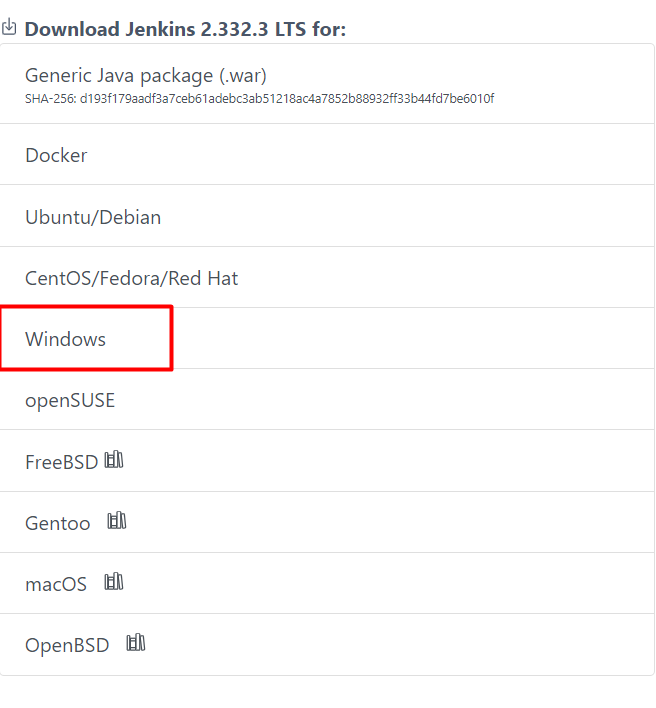 Download Jenkins 2.332.3 LTS for:
Generic Java package (.war)
SHA-256: d193f179aadf3a7ceb61adebc3ab51218ac4a7852b88932ff33b44fd7be6010f
Docker
Ubuntu/Debian
CentOS/Fedora/Red Hat
Windows
openSUSE
FreeBSD
Gentoo
macOS
OpenBSD